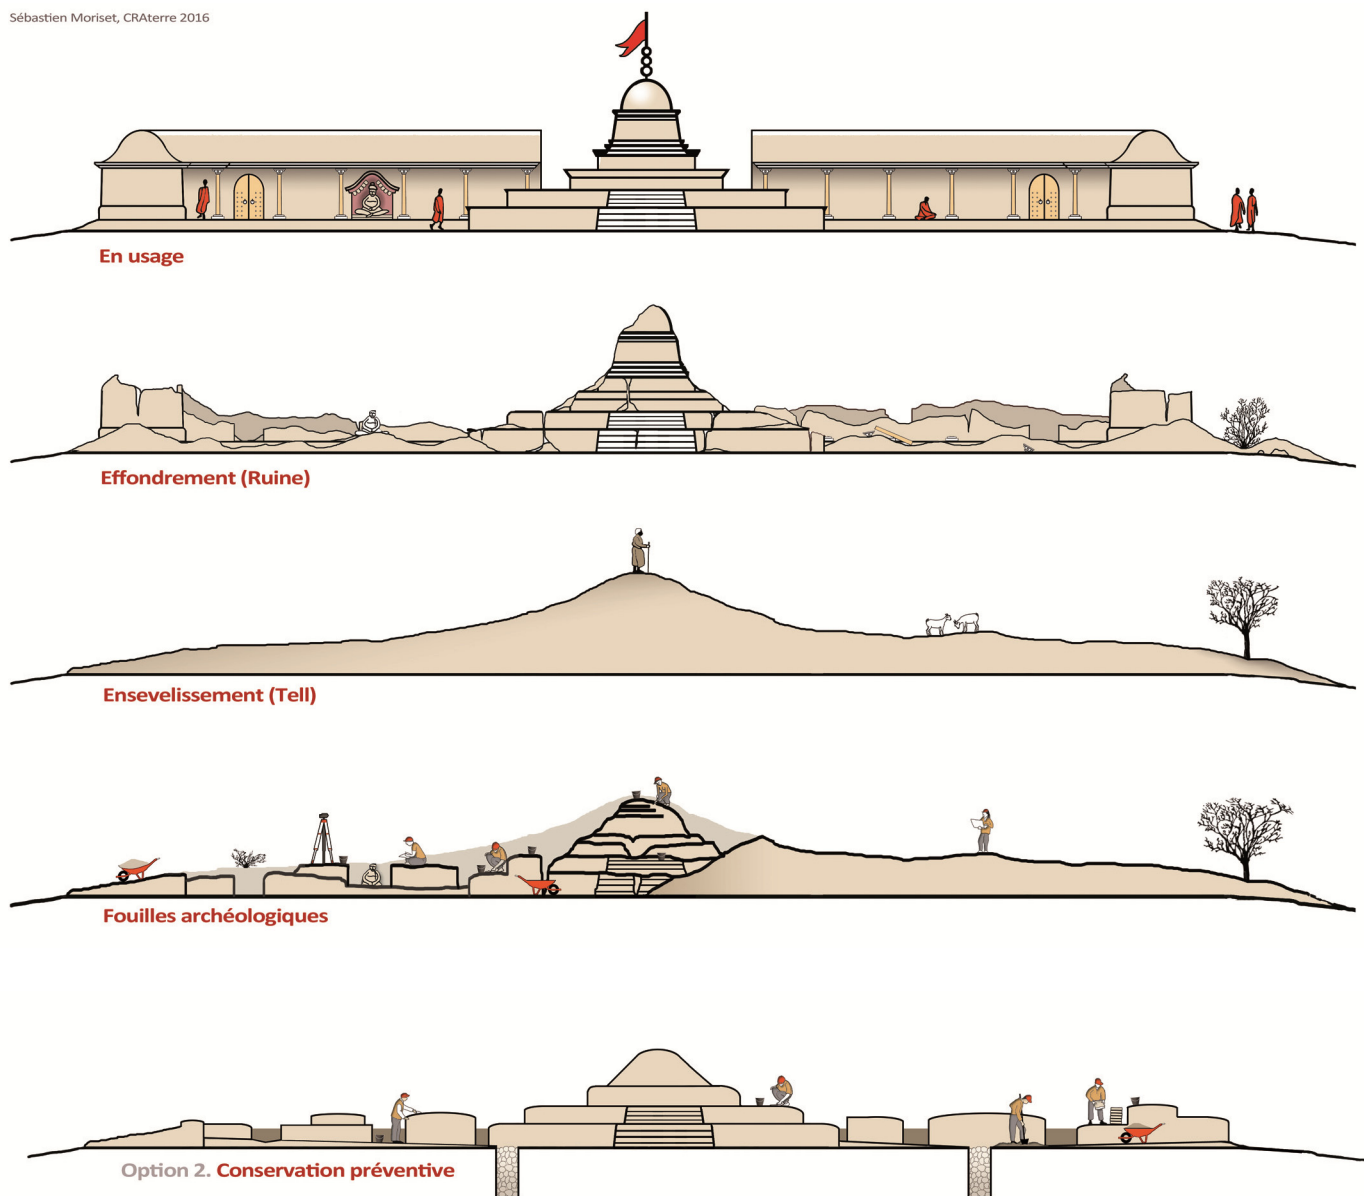 Sébastien Moriset, CRAterre 2016
En usage
Effondrement (Ruine)
Ensevelissement (Tell)
Fouilles archéologiques
Option 2. Conservation préventive